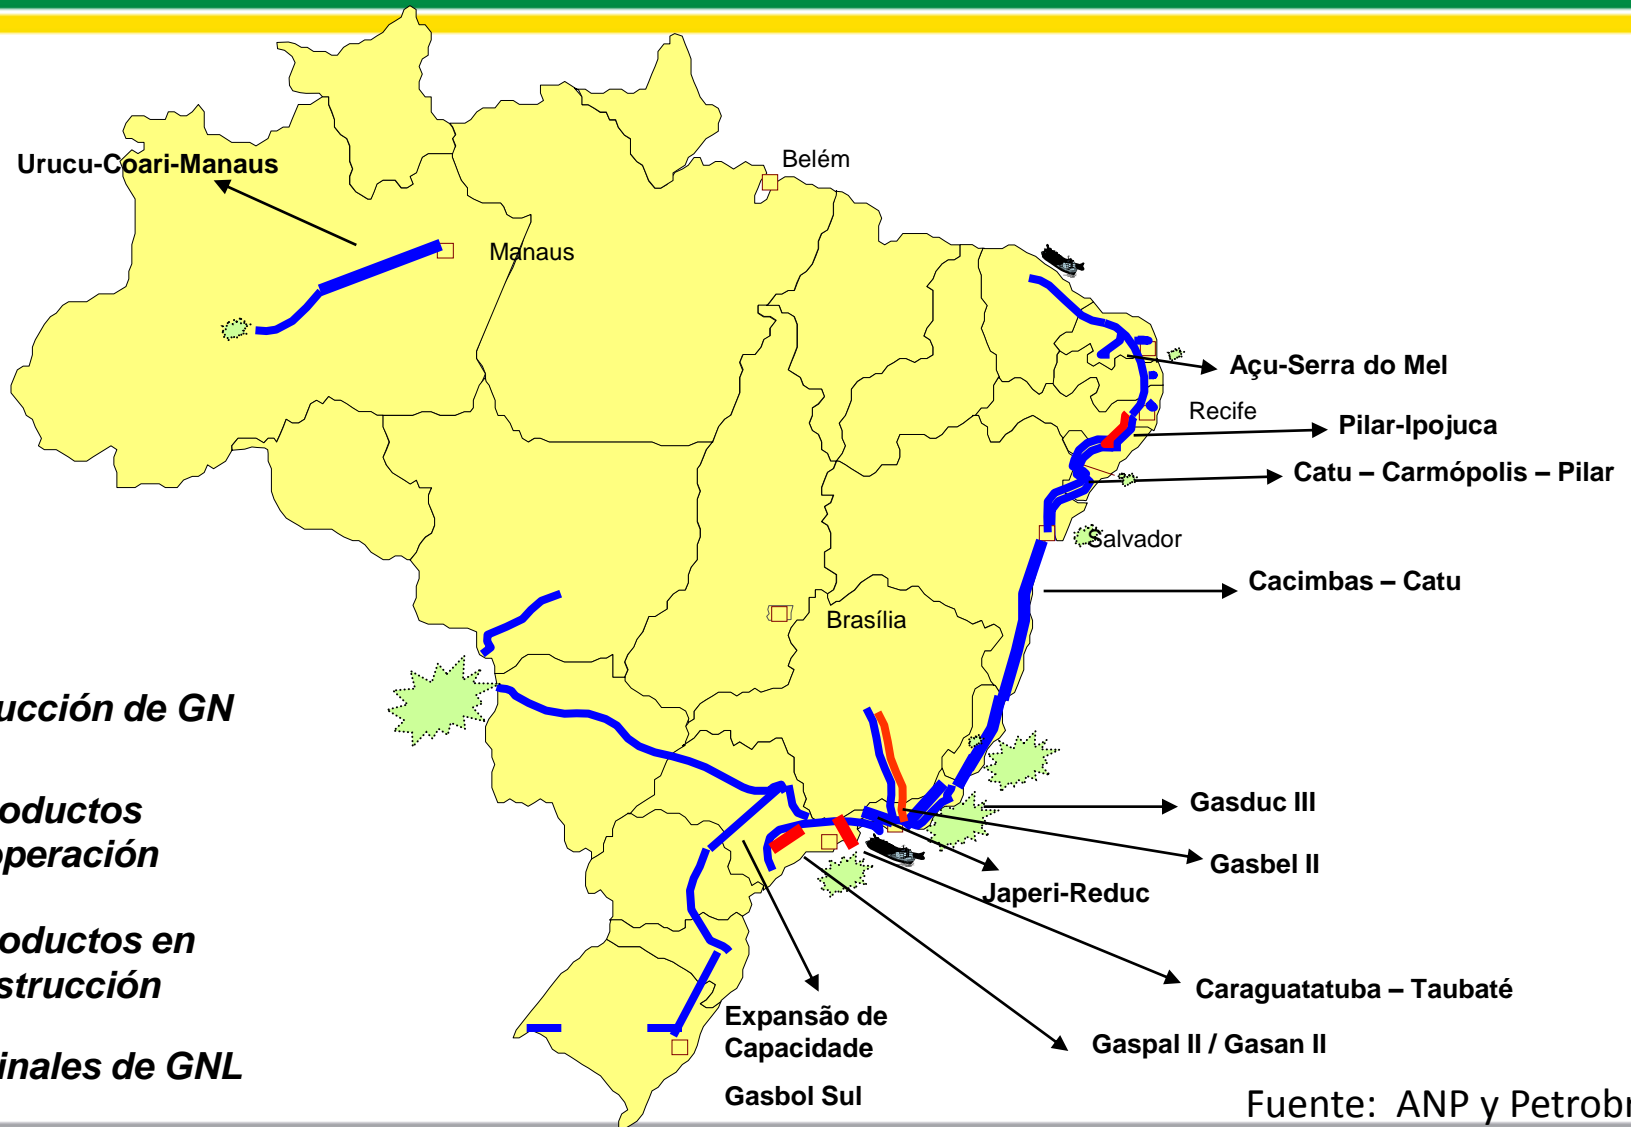 Belém
Urucu-Coari-Manaus
Manaus
Açu-Serra do Mel
Recife
Pilar-Ipojuca
Catu – Carmópolis – Pilar
Salvador
Cacimbas – Catu
Brasília
ucción de GN
Gasduc III
oductos
operación
Gasbel II
Japeri-Reduc
oductos en
strucción
Caraguatatuba – Taubaté
Expansão de
Capacidade
Gasbol Sul
Gaspal II / Gasan II
inales de GNL
Fuente: ANP y Petrobr